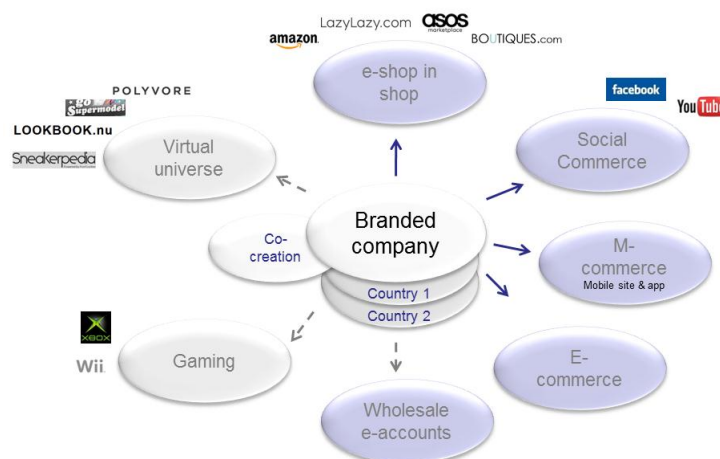 LazyLazy.com
asos
marketplace
amazon
BOUTIQUES.com
e-shop in
shop
facebook
YouTube
POLYVORE
go
Supermodel
LOOKBOOK.nu
Sneakerpedia
Virtual
universe
Social
Commerce
Branded
company
Co-
creation
M-
commerce
Mobile site & app
Country 1
Country 2
XBOX
Wii
Gaming
E-
commerce
Wholesale
e-accounts